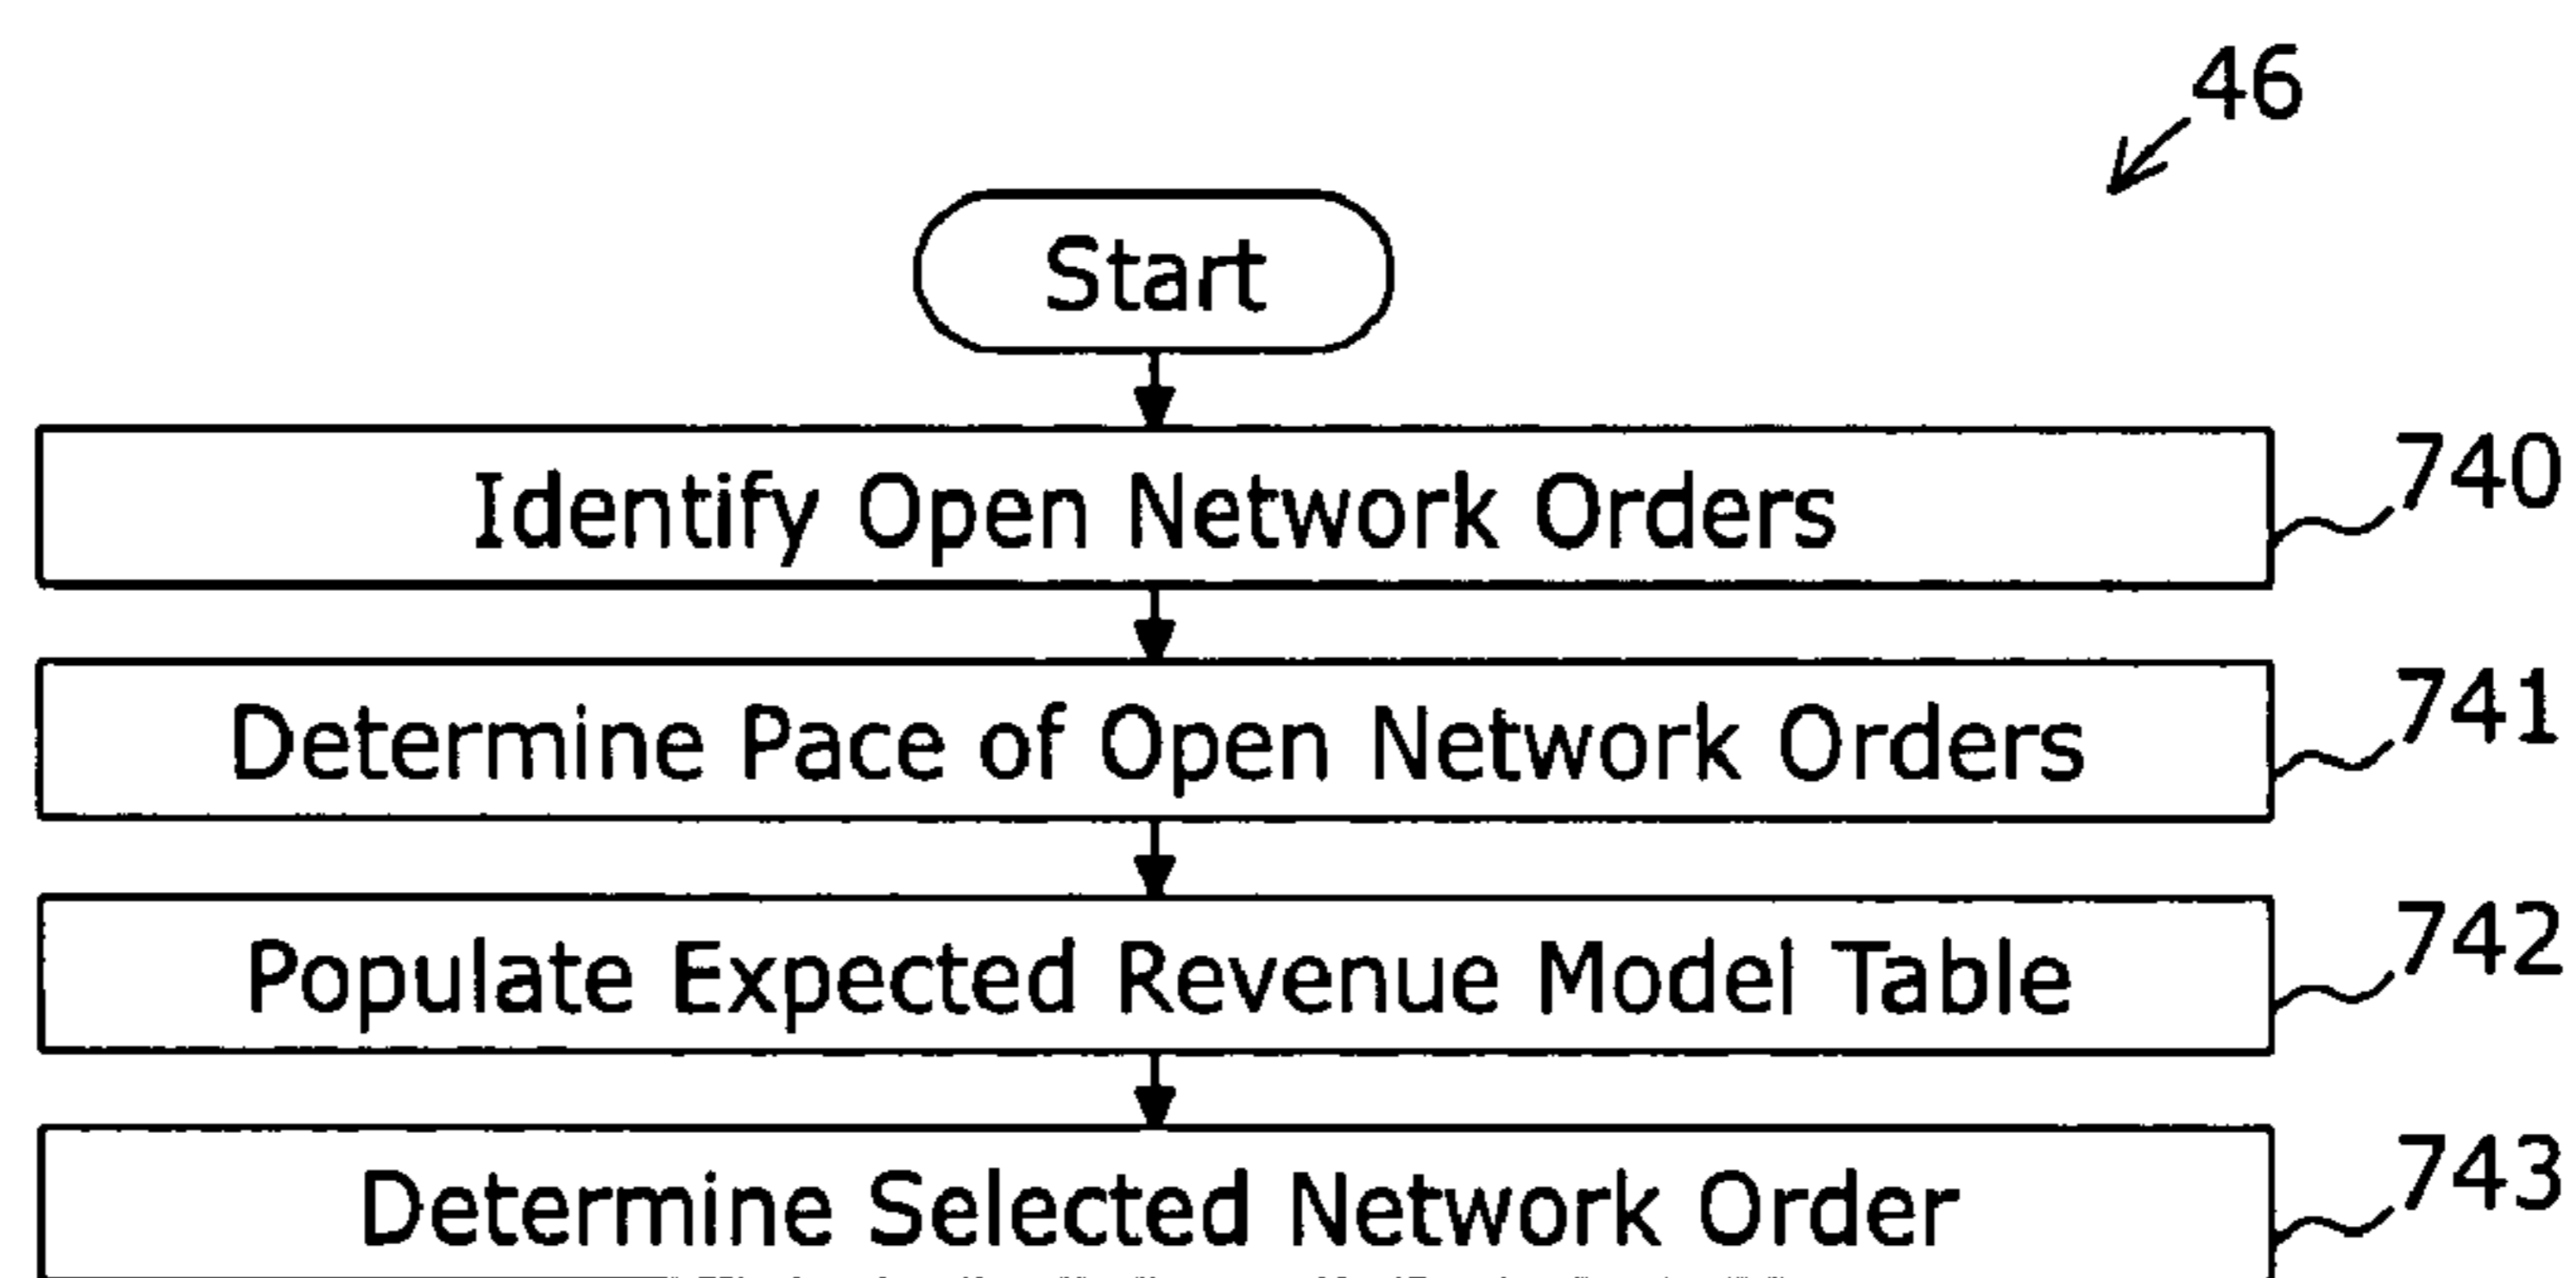 46
Start
Identify Open Network Orders
740
Determine Pace of Open Network Orders
741
Populate Expected Revenue Model Table
742
Determine Selected Network Order
743